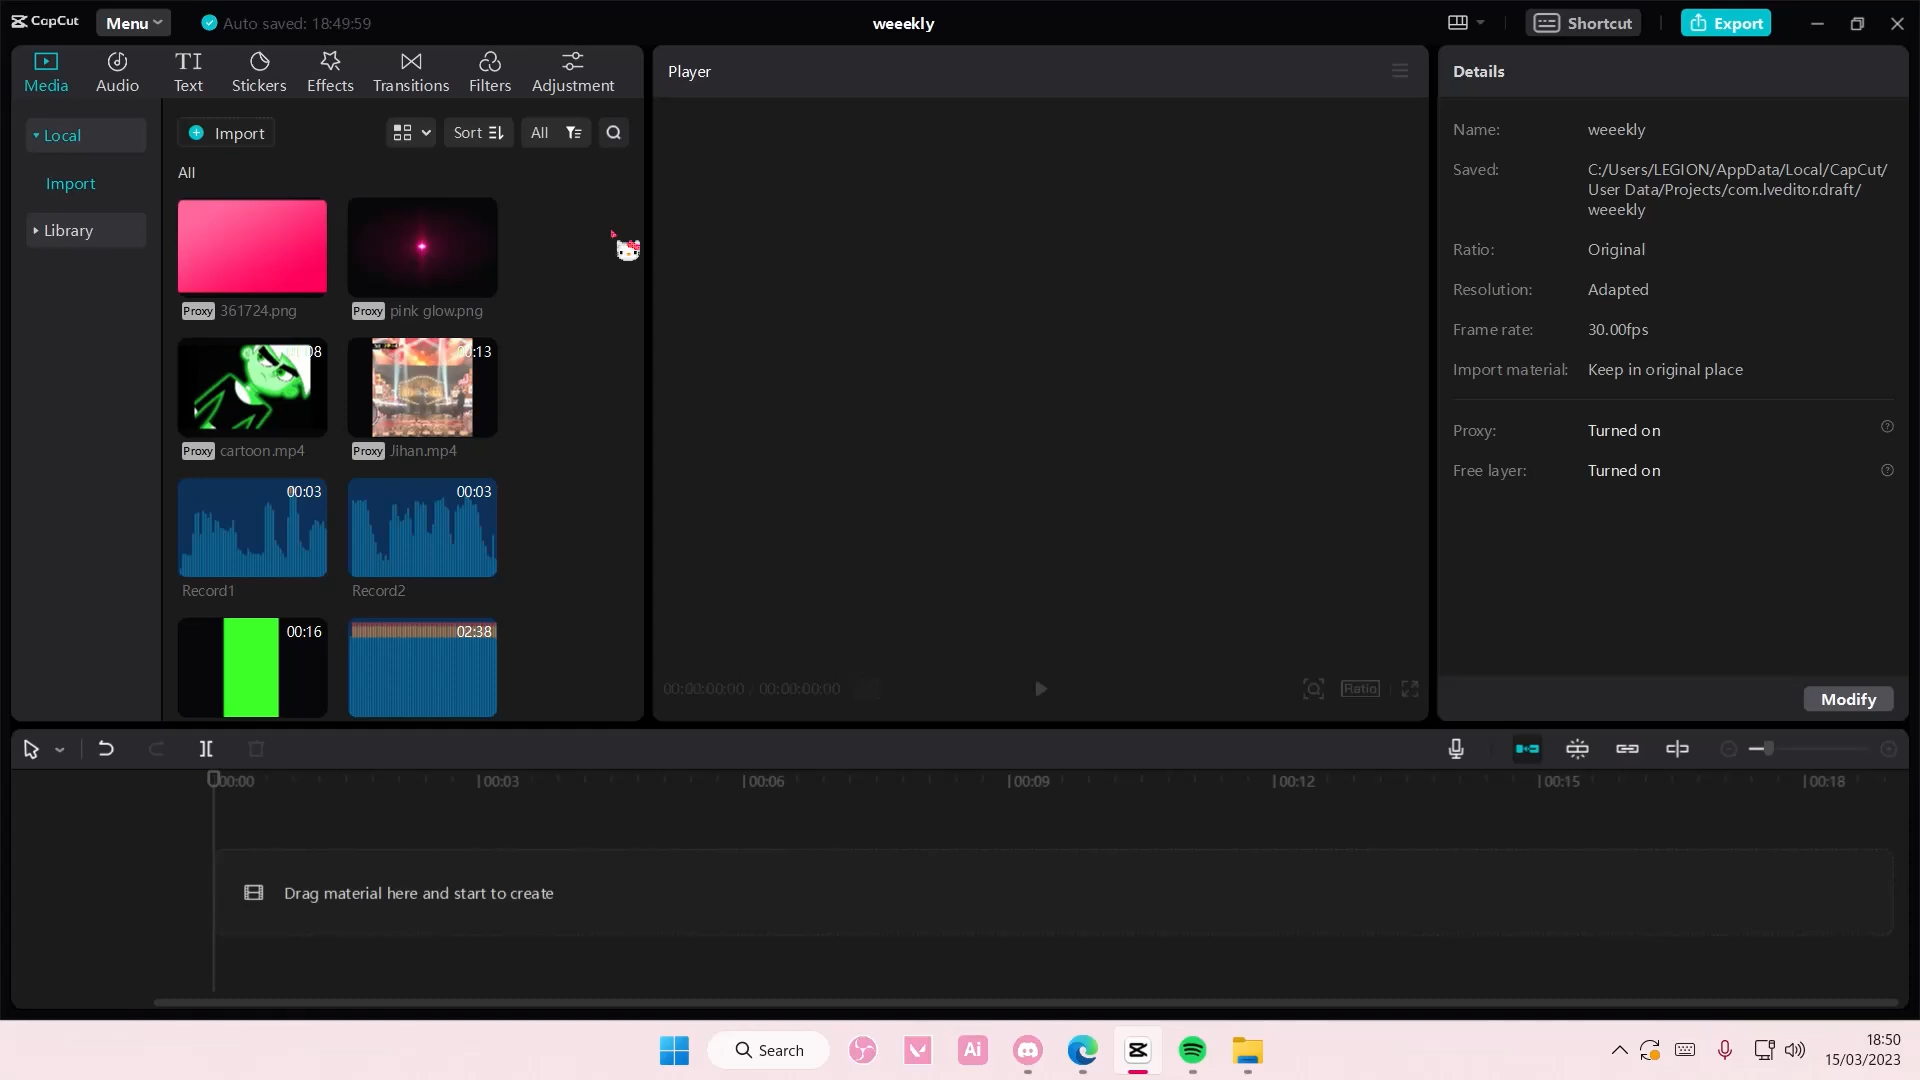 CapCut
Menu
Auto saved: 18:49:59
weeekly
Shortcut
Export
Media
Audio
TI
Text
Stickers
Effects
Transitions
Filters
Adjustment
Player
Details
Local
Import
Library
Import
Sort
All
All
Proxy 361724.png
Proxy pink glow.png
Proxy cartoon.mp4
:13
Proxy Jihan.mp4
00:03
Record1
00:03
Record2
00:16
02:38
00:00:00:00 / 00:00:00:00
Ratio
Name: weeekly
Saved: C:/Users/LEGION/AppData/Local/CapCut/
User Data/Projects/com.lveditor.draft/
weeekly
Ratio: Original
Resolution: Adapted
Frame rate: 30.00fps
Import material: Keep in original place
Proxy: Turned on
Free layer: Turned on
Modify
00:00
00:03
00:06
00:09
00:12
00:15
00:18
Drag material here and start to create
Search
Ai
18:50
15/03/2023